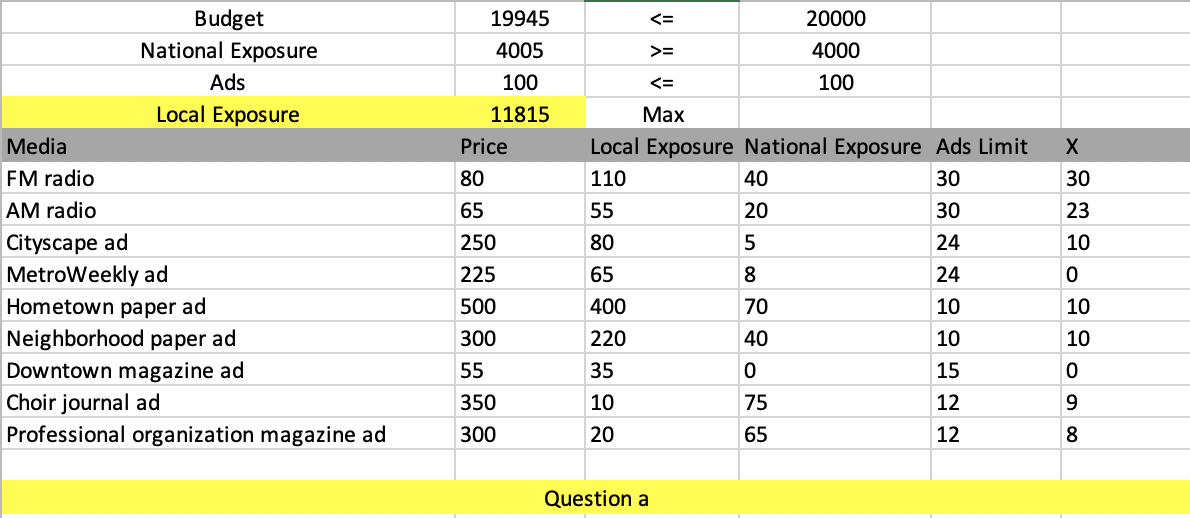 Budget 19945 <= 20000
National Exposure 4005 >= 4000
Ads 100 <= 100
Local Exposure 11815 Max
Media Price Local Exposure National Exposure Ads Limit X
FM radio 80 110 40 30 30
AM radio 65 55 20 30 23
Cityscape ad 250 80 5 24 10
MetroWeekly ad 225 65 8 24 0
Hometown paper ad 500 400 70 10 10
Neighborhood paper ad 300 220 40 10 10
Downtown magazine ad 55 35 0 15 0
Choir journal ad 350 10 75 12 9
Professional organization magazine ad 300 20 65 12 8
Question a